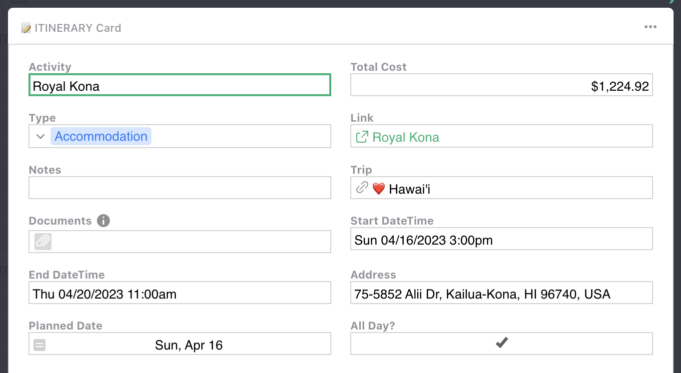 ITINERARY Card
Activity
Royal Kona
Total Cost
$1,224.92
Type
Accommodation
Link
Royal Kona
Notes
Trip
❤️ Hawai'i
Documents
Start DateTime
Sun 04/16/2023 3:00pm
End DateTime
Thu 04/20/2023 11:00am
Address
75-5852 Alii Dr, Kailua-Kona, HI 96740, USA
Planned Date
Sun, Apr 16
All Day?